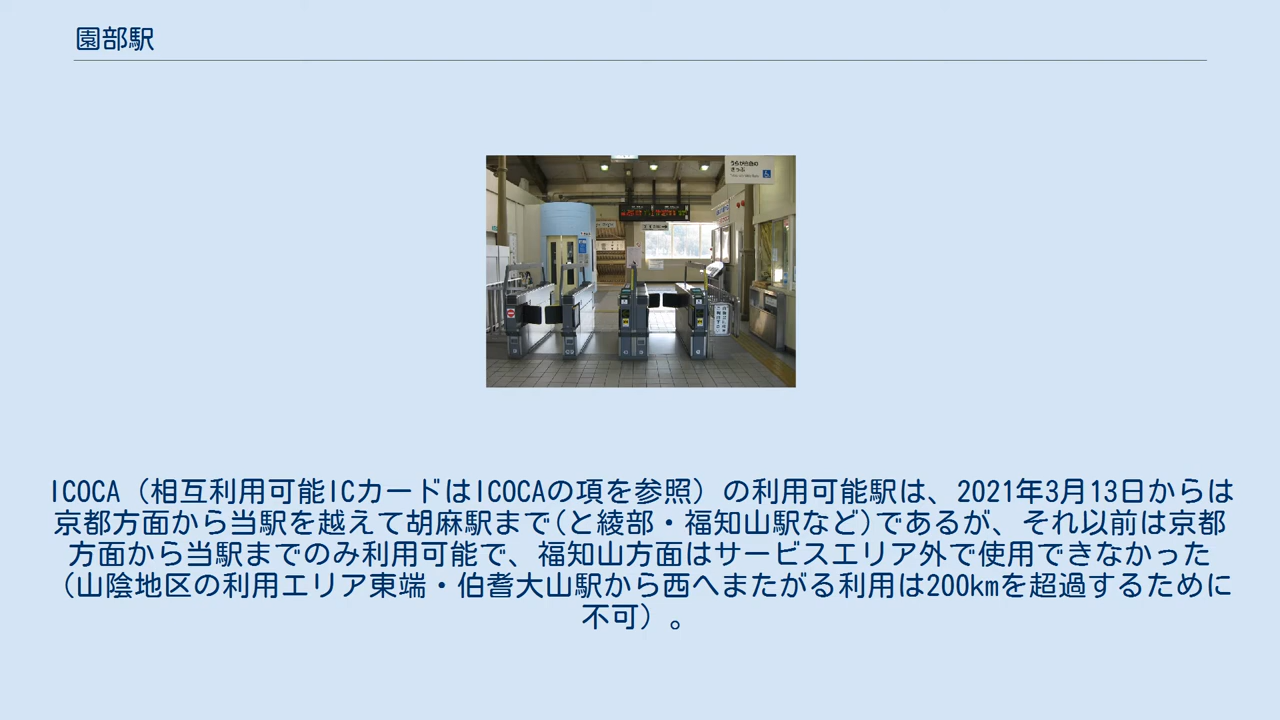 園部駅
ICOCA（相互利用可能ICカードはICOCAの項を参照）の利用可能駅は、2021年3月13日からは
京都方面から当駅を越えて胡麻駅まで(と綾部・福知山駅など)であるが、それ以前は京都
方面から当駅までのみ利用可能で、福知山方面はサービスエリア外で使用できなかった
（山陰地区の利用エリア東端・伯耆大山駅から西へまたがる利用は200kmを超過するために
不可）。